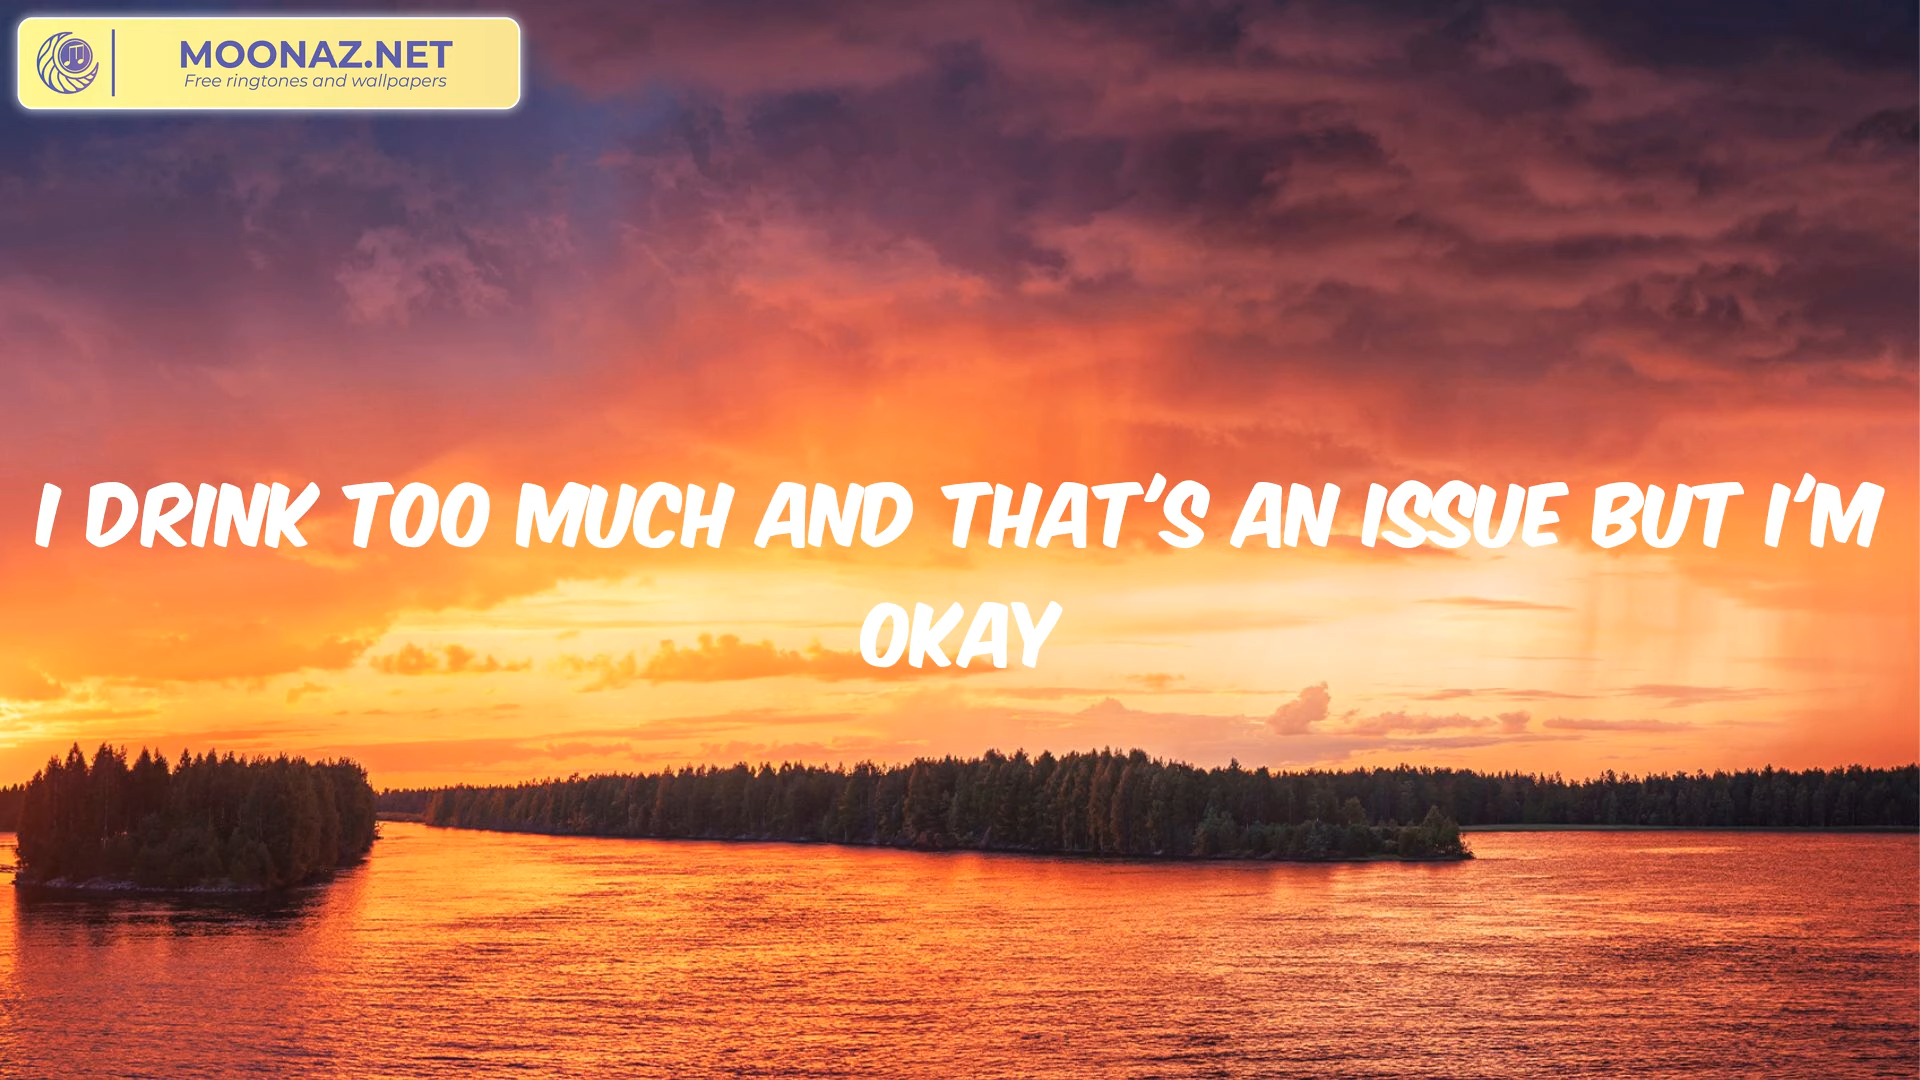 MOONAZ.NET
Free ringtones and wallpapers
I DRINK TOO MUCH AND THAT'S AN ISSUE BUT I'M
OKAY